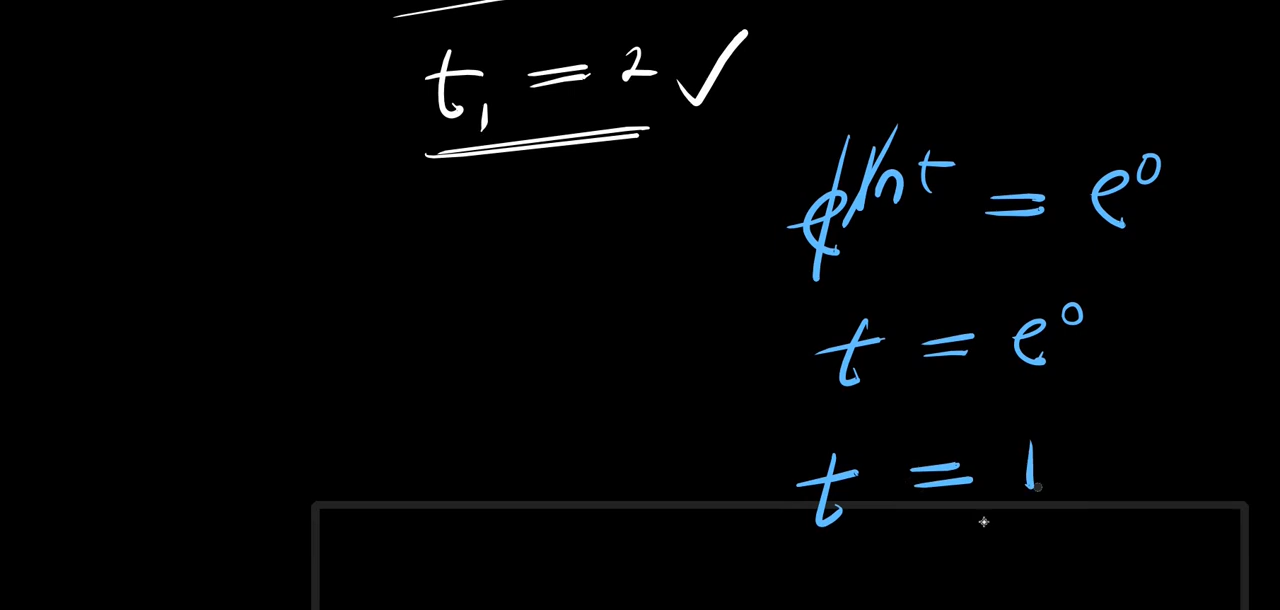 t₁ = 2 ✓
e^{ln t} = e⁰
t = e⁰
t = 1